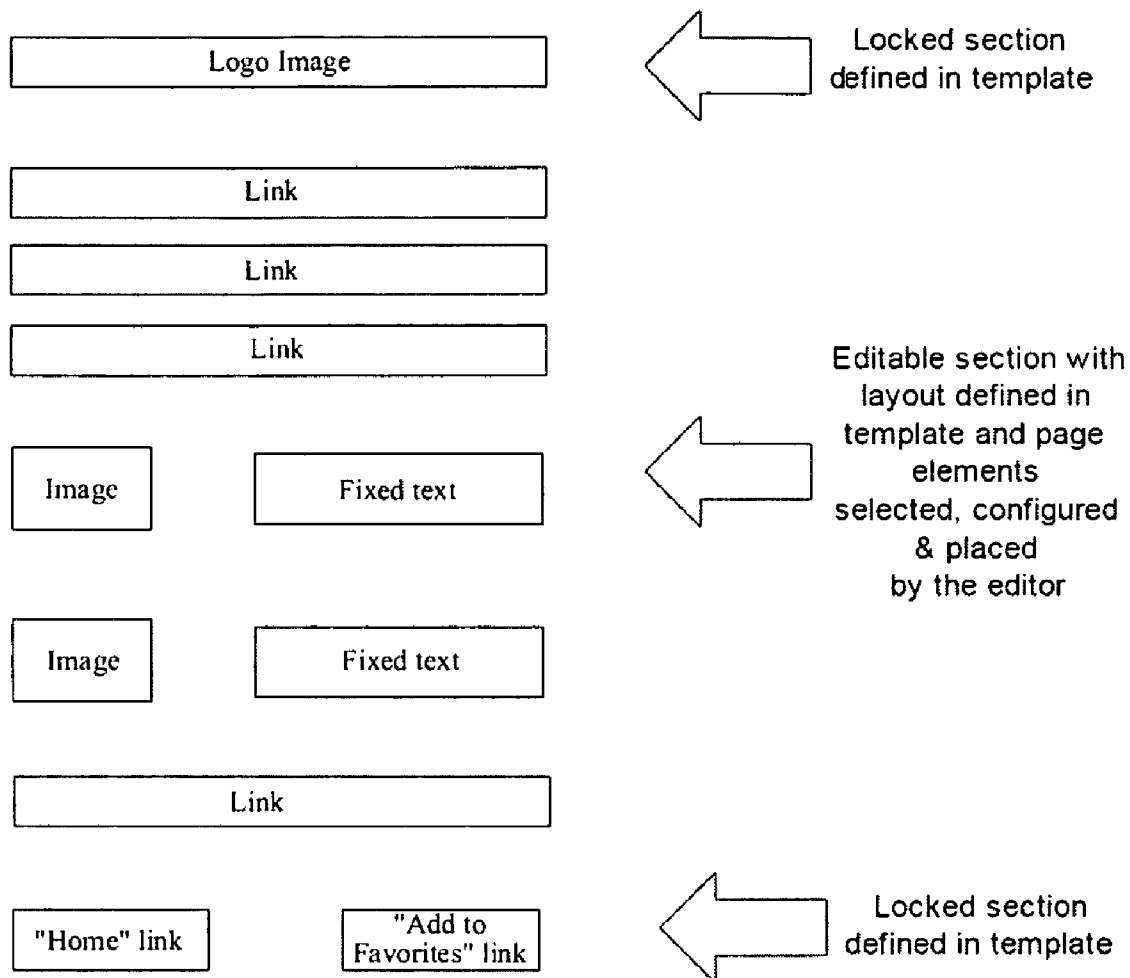 Logo Image
Locked section
defined in template
Link
Link
Link
Editable section with
layout defined in
template and page
elements
selected, configured
& placed
by the editor
Image
Fixed text
Image
Fixed text
Link
"Home" link
"Add to
Favorites" link
Locked section
defined in template